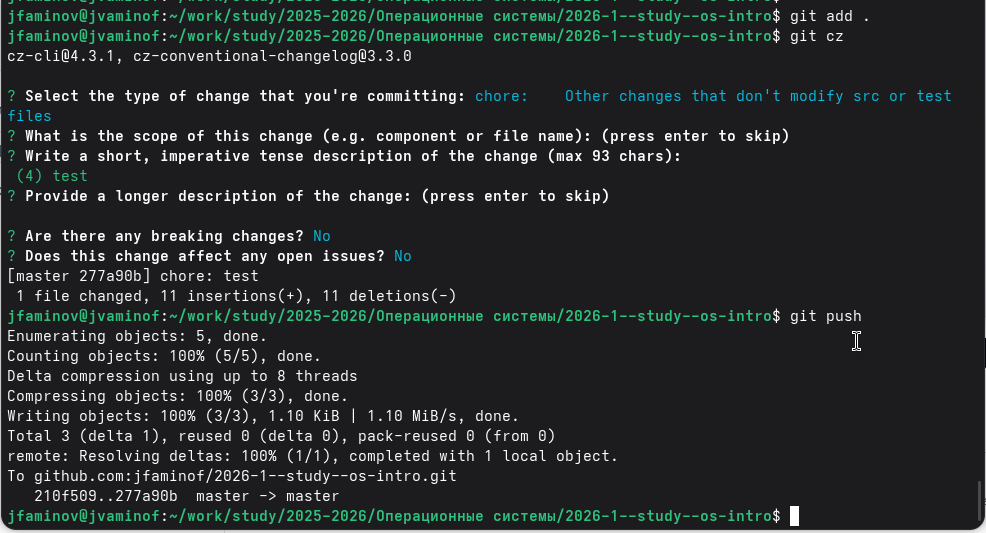 jfaminov@jvaminof:~/work/study/2025-2026/Операционные системы/2026-1--study--os-intro$ git add .
jfaminov@jvaminof:~/work/study/2025-2026/Операционные системы/2026-1--study--os-intro$ git cz
cz-cli@4.3.1, cz-conventional-changelog@3.3.0
? Select the type of change that you're committing: chore:    Other changes that don't modify src or test
files
? What is the scope of this change (e.g. component or file name): (press enter to skip)
? Write a short, imperative tense description of the change (max 93 chars):
 (4) test
? Provide a longer description of the change: (press enter to skip)
? Are there any breaking changes? No
? Does this change affect any open issues? No
[master 277a90b] chore: test
 1 file changed, 11 insertions(+), 11 deletions(-)
jfaminov@jvaminof:~/work/study/2025-2026/Операционные системы/2026-1--study--os-intro$ git push
Enumerating objects: 5, done.
Counting objects: 100% (5/5), done.
Delta compression using up to 8 threads
Compressing objects: 100% (3/3), done.
Writing objects: 100% (3/3), 1.10 KiB | 1.10 MiB/s, done.
Total 3 (delta 1), reused 0 (delta 0), pack-reused 0 (from 0)
remote: Resolving deltas: 100% (1/1), completed with 1 local object.
To github.com:jfaminof/2026-1--study--os-intro.git
   210f509..277a90b  master -> master
jfaminov@jvaminof:~/work/study/2025-2026/Операционные системы/2026-1--study--os-intro$